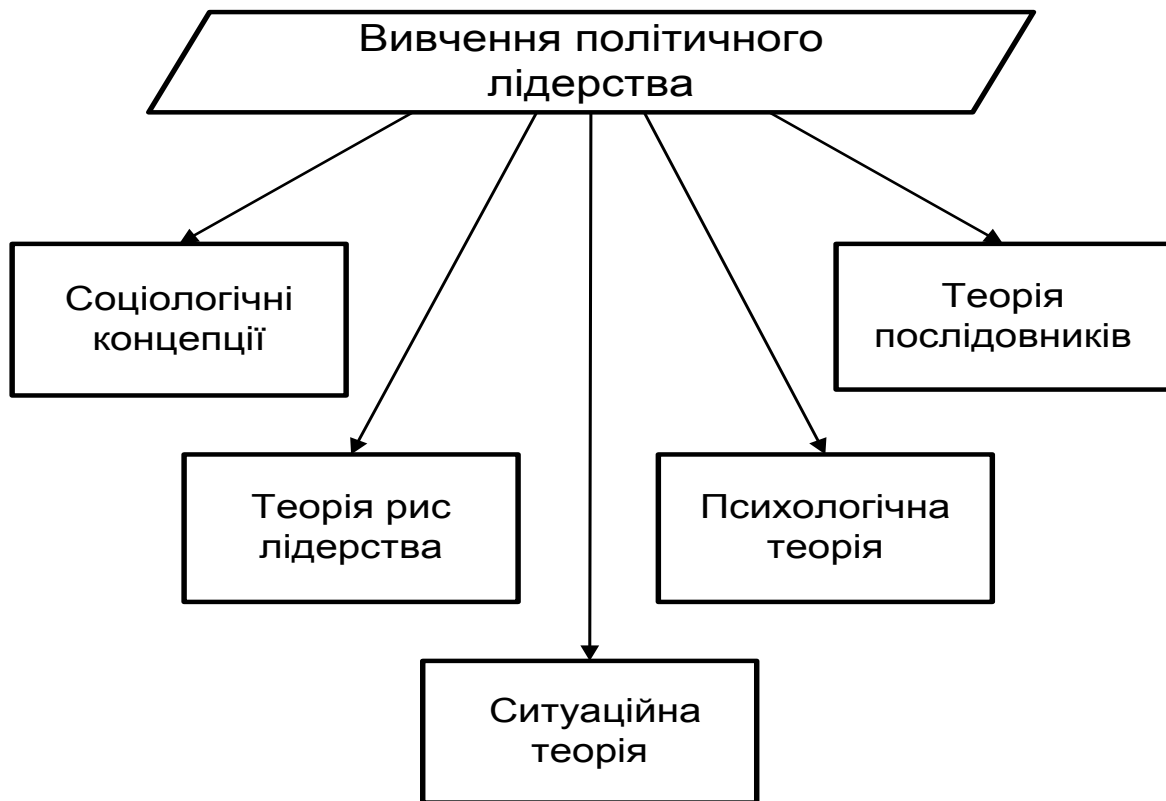 Вивчення політичного
лідерства
Соціологічні
концепції
Теорія
послідовників
Теорія рис
лідерства
Психологічна
теорія
Ситуаційна
теорія